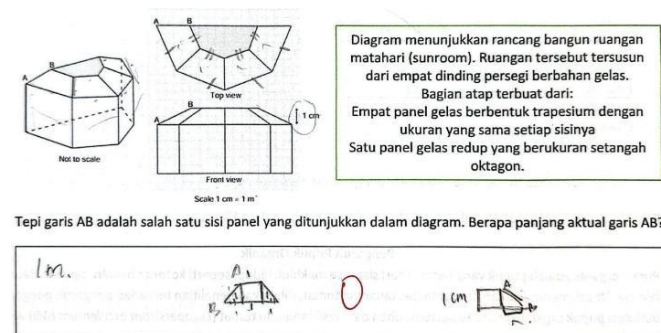 A B
Top view
A B
Not to scale
B
A
1 cm
Front view
Scale 1 cm = 1 m
Diagram menunjukkan rancang bangun ruangan
matahari (sunroom). Ruangan tersebut tersusun
dari empat dinding persegi berbahan gelas.
Bagian atap terbuat dari:
Empat panel gelas berbentuk trapesium dengan
ukuran yang sama setiap sisinya
Satu panel gelas redup yang berukuran setangah
oktagon.
Tepi garis AB adalah salah satu sisi panel yang ditunjukkan dalam diagram. Berapa panjang aktual garis AB?
1m.
A
B
1 cm
A